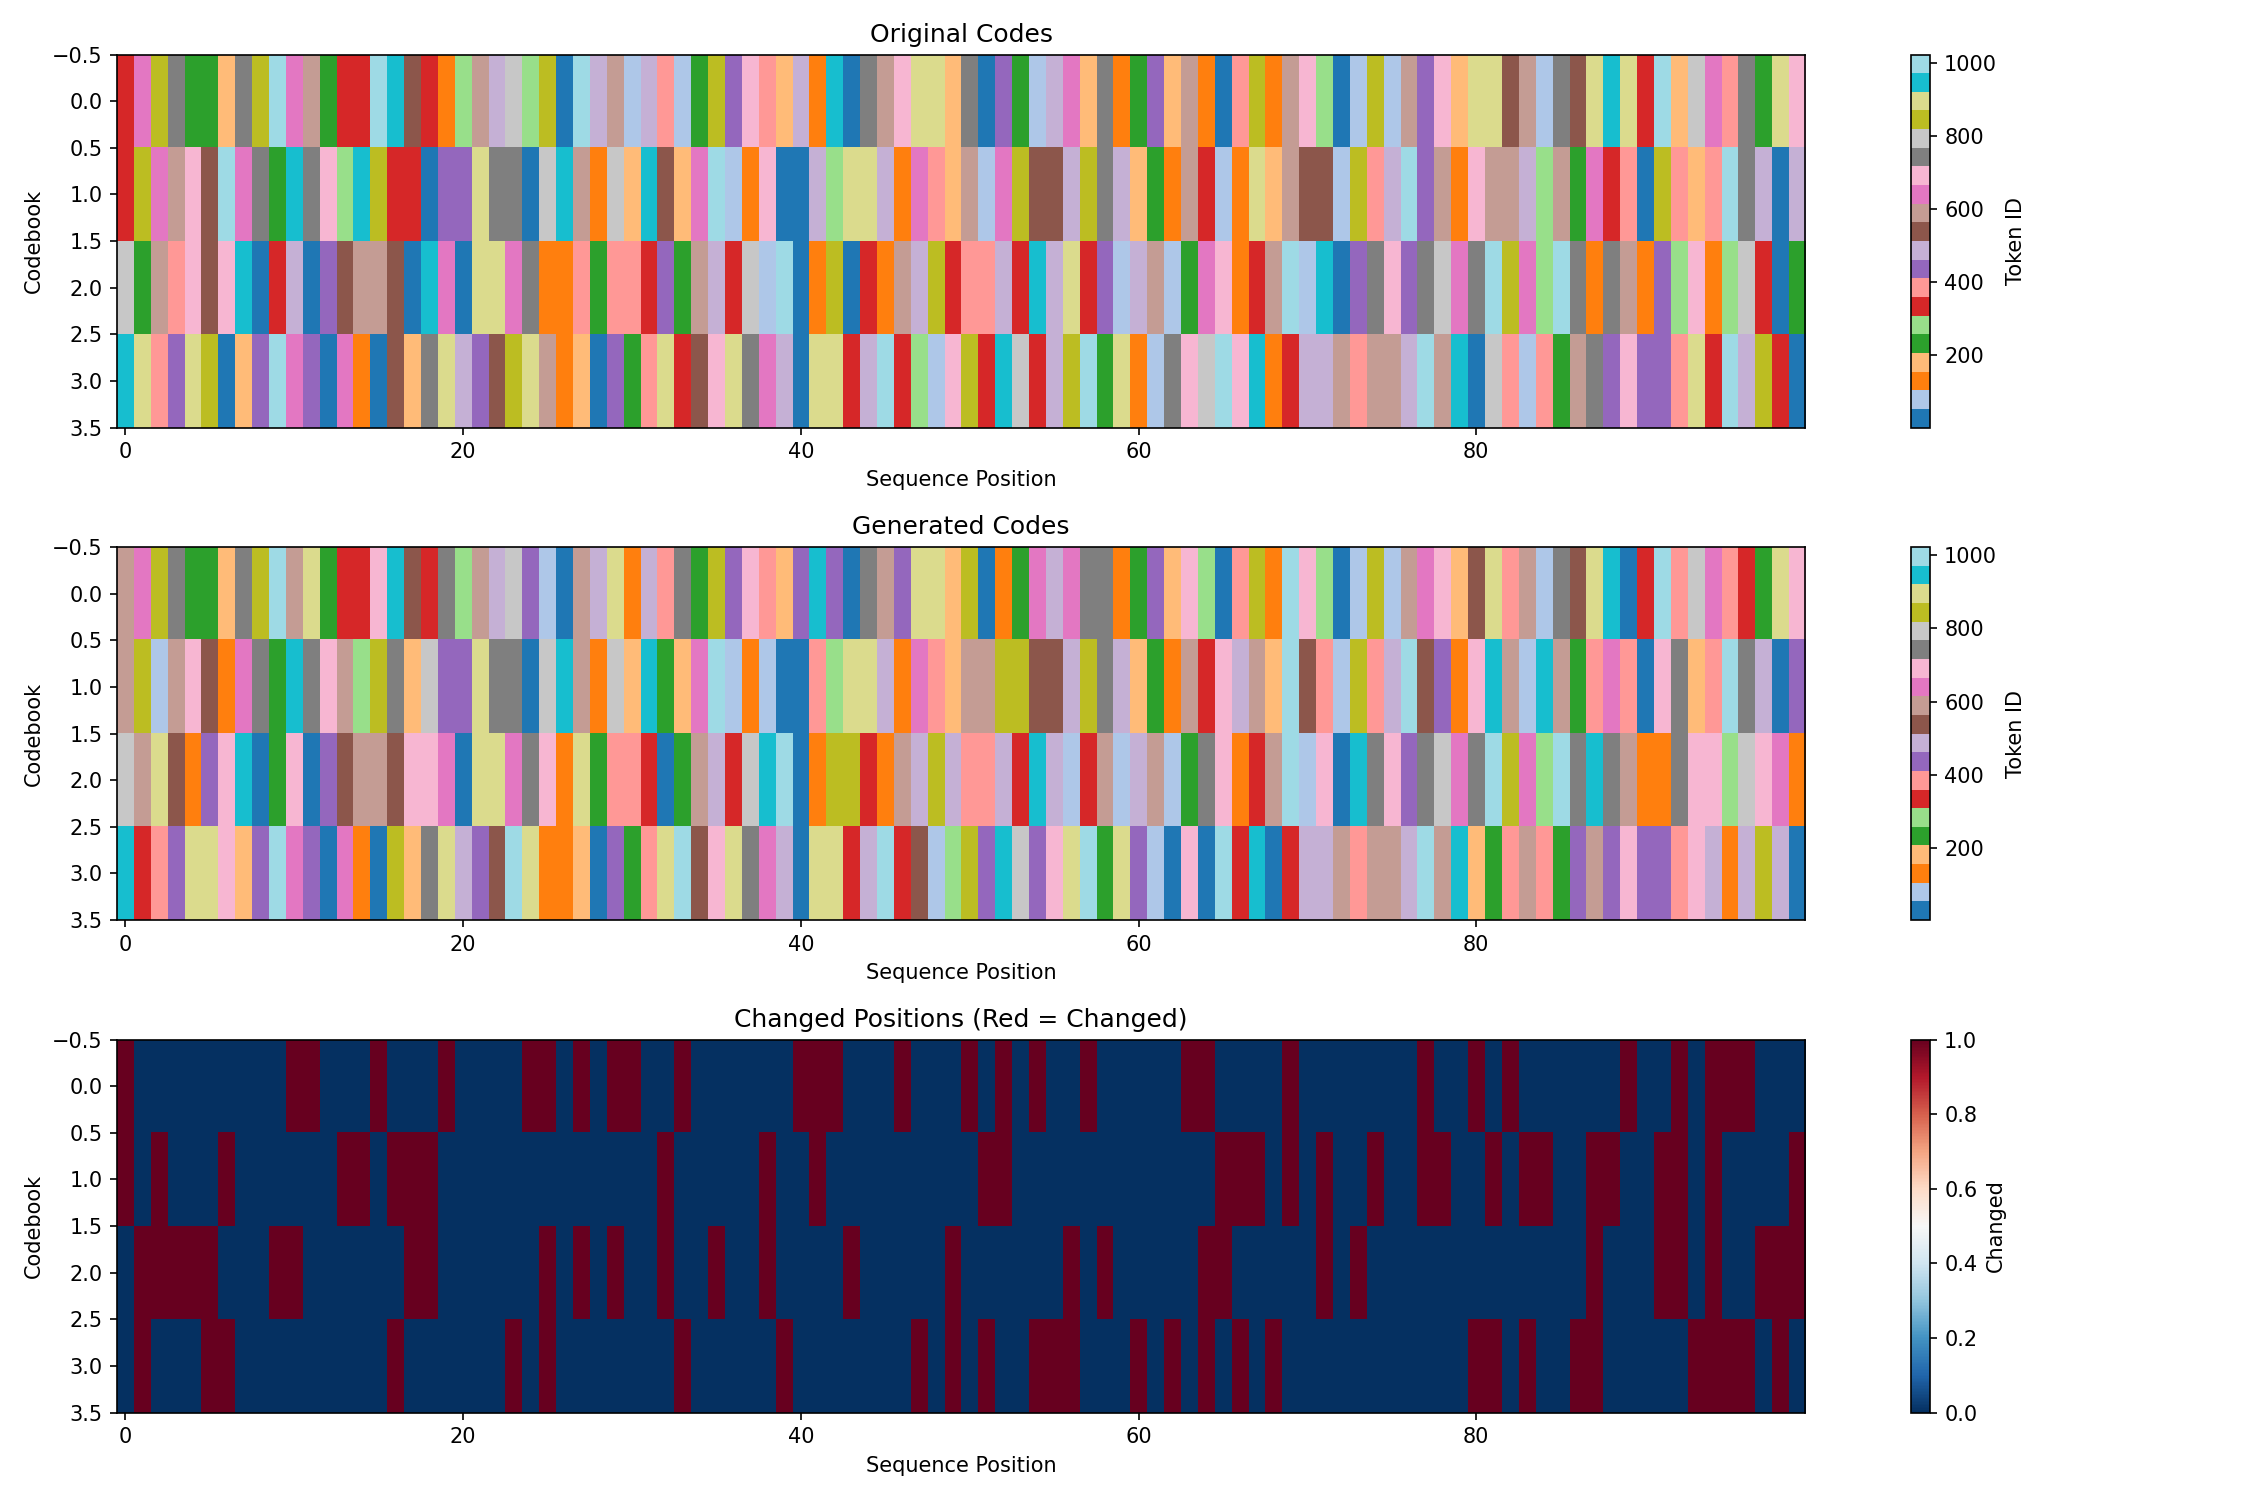 Original Codes
−0.5
0.0
0.5
1.0
1.5
2.0
2.5
3.0
3.5
Codebook
0 20 40 60 80
Sequence Position
1000
800
600
400
200
Token ID
Generated Codes
−0.5
0.0
0.5
1.0
1.5
2.0
2.5
3.0
3.5
Codebook
0 20 40 60 80
Sequence Position
1000
800
600
400
200
Token ID
Changed Positions (Red = Changed)
−0.5
0.0
0.5
1.0
1.5
2.0
2.5
3.0
3.5
Codebook
0 20 40 60 80
Sequence Position
1.0
0.8
0.6
0.4
0.2
0.0
Changed